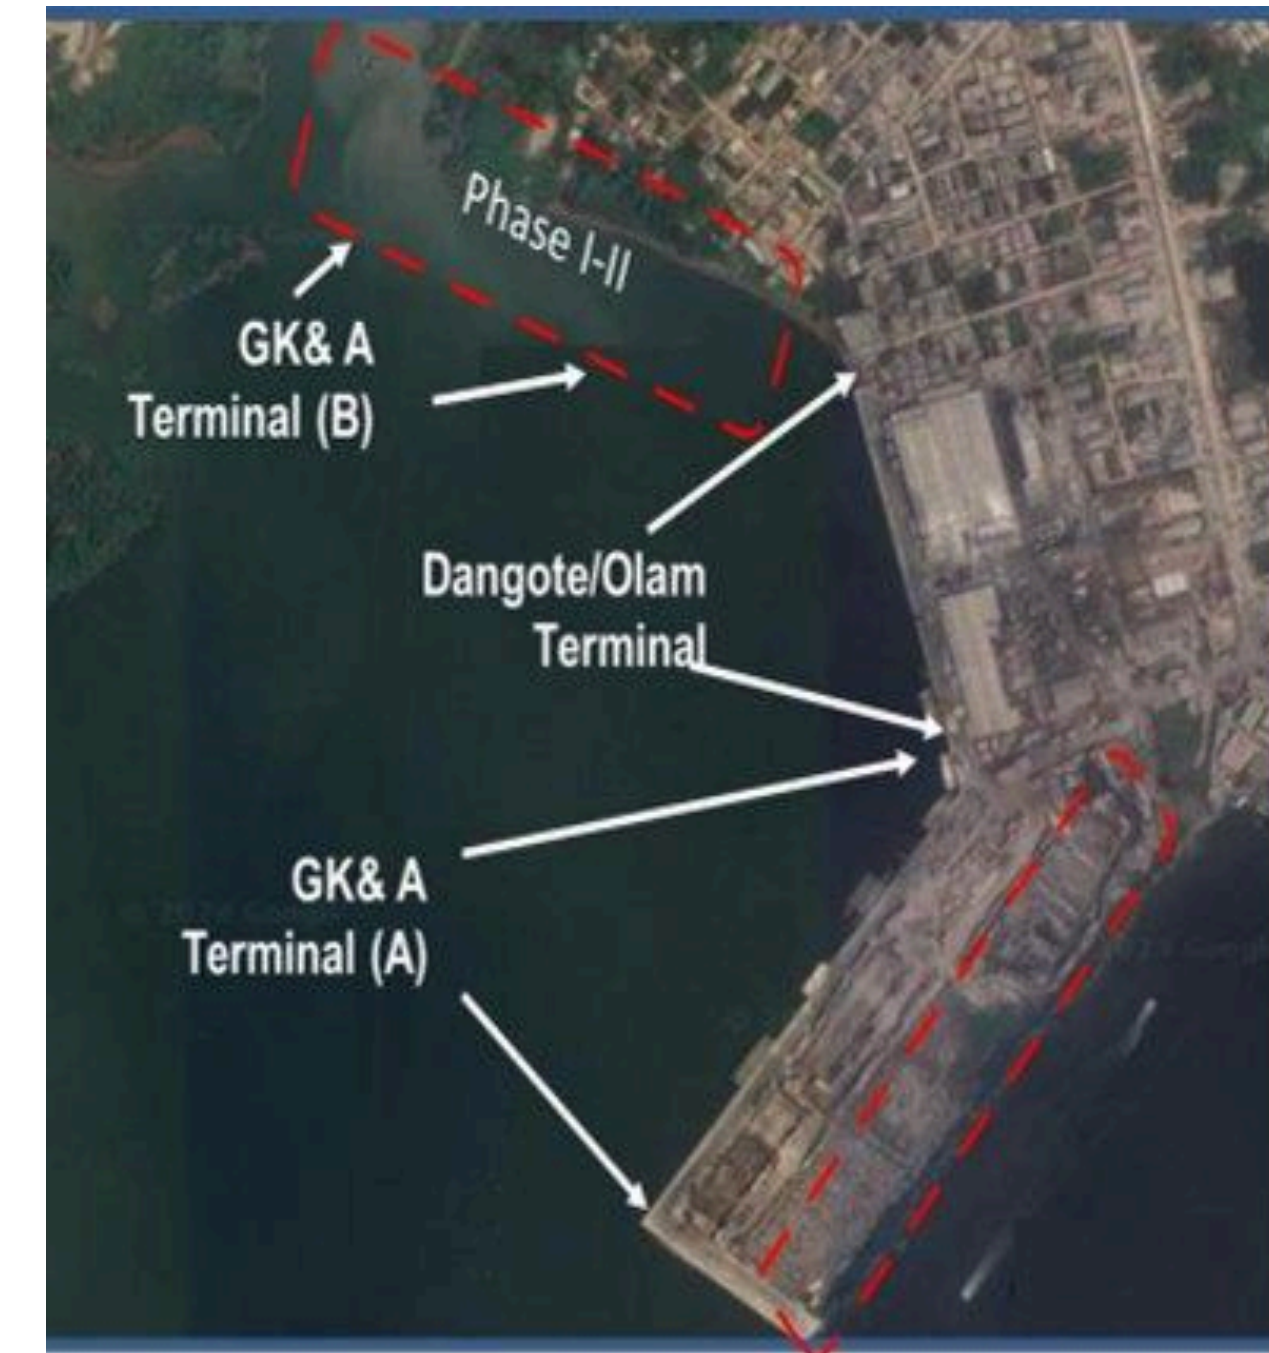 Phase I-II
GK& A
Terminal (B)
Dangote/Olam
Terminal
GK& A
Terminal (A)